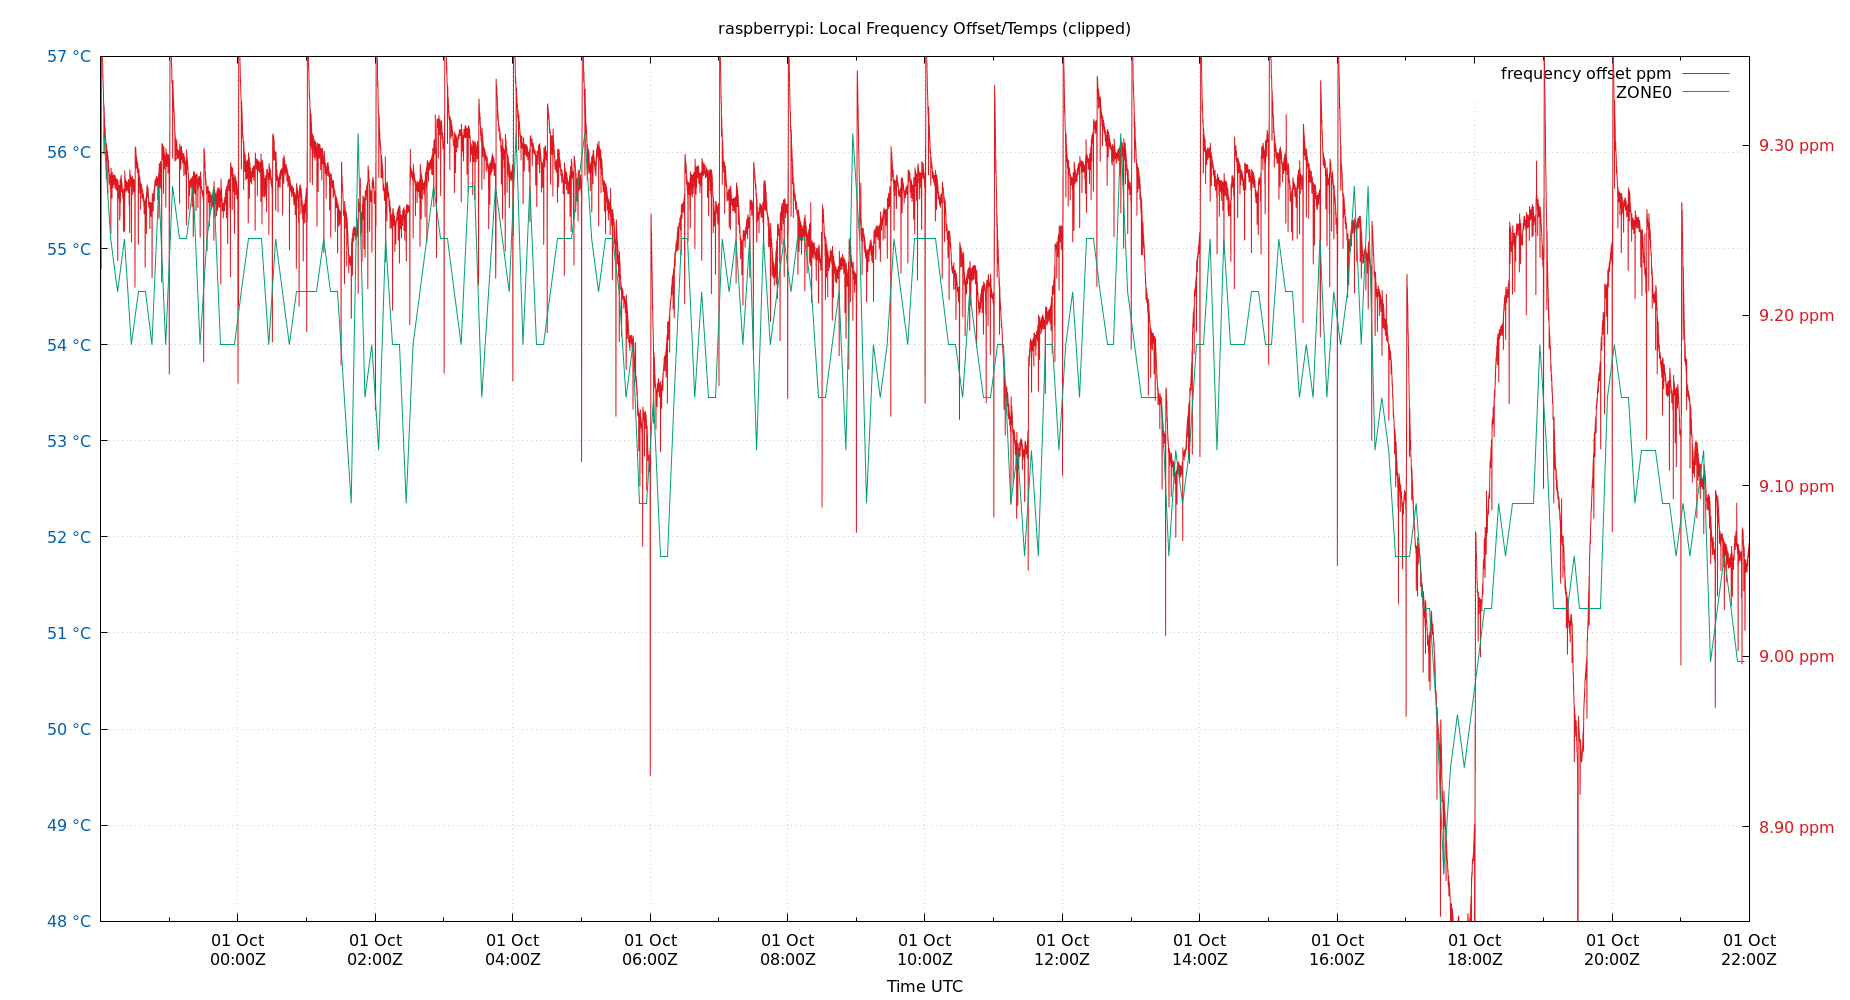 raspberrypi: Local Frequency Offset/Temps (clipped)
57 °C
56 °C
55 °C
54 °C
53 °C
52 °C
51 °C
50 °C
49 °C
48 °C
frequency offset ppm
ZONE0
9.30 ppm
9.20 ppm
9.10 ppm
9.00 ppm
8.90 ppm
01 Oct 01 Oct 01 Oct 01 Oct 01 Oct 01 Oct 01 Oct 01 Oct 01 Oct 01 Oct 01 Oct 01 Oct
00:00Z 02:00Z 04:00Z 06:00Z 08:00Z 10:00Z 12:00Z 14:00Z 16:00Z 18:00Z 20:00Z 22:00Z
Time UTC